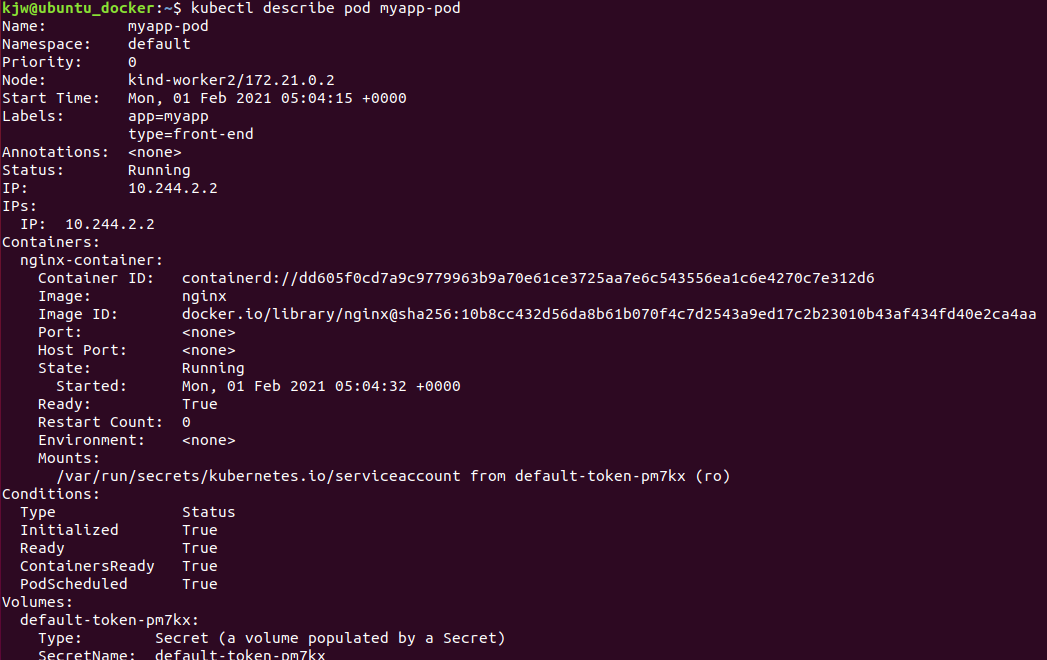 kjw@ubuntu_docker:~$ kubectl describe pod myapp-pod
Name:         myapp-pod
Namespace:    default
Priority:     0
Node:         kind-worker2/172.21.0.2
Start Time:   Mon, 01 Feb 2021 05:04:15 +0000
Labels:       app=myapp
              type=front-end
Annotations:  <none>
Status:       Running
IP:           10.244.2.2
IPs:
  IP:  10.244.2.2
Containers:
  nginx-container:
    Container ID:   containerd://dd605f0cd7a9c9779963b9a70e61ce3725aa7e6c543556ea1c6e4270c7e312d6
    Image:          nginx
    Image ID:       docker.io/library/nginx@sha256:10b8cc432d56da8b61b070f4c7d2543a9ed17c2b23010b43af434fd40e2ca4aa
    Port:           <none>
    Host Port:      <none>
    State:          Running
      Started:      Mon, 01 Feb 2021 05:04:32 +0000
    Ready:          True
    Restart Count:  0
    Environment:    <none>
    Mounts:
      /var/run/secrets/kubernetes.io/serviceaccount from default-token-pm7kx (ro)
Conditions:
  Type              Status
  Initialized       True
  Ready             True
  ContainersReady   True
  PodScheduled      True
Volumes:
  default-token-pm7kx:
    Type:        Secret (a volume populated by a Secret)
    SecretName:  default-token-pm7kx